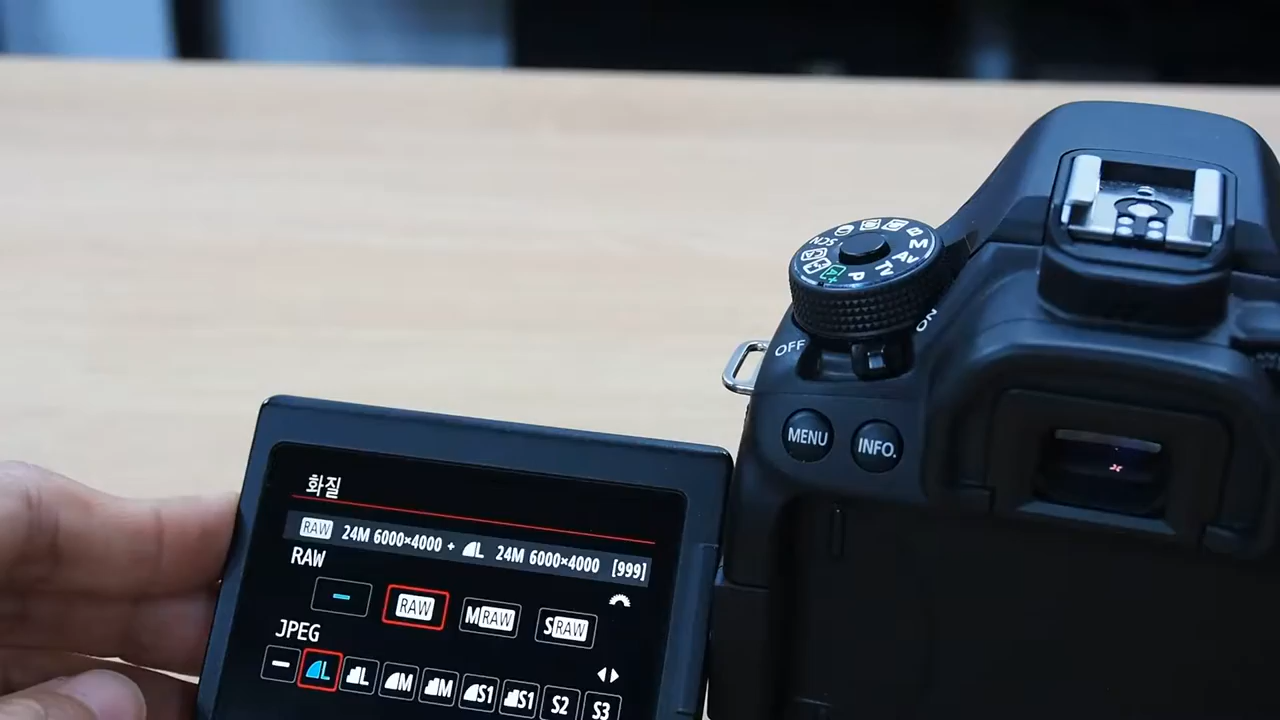 B
M
Av
Tv
P
A+
SCN
ON
OFF
MENU
INFO.
화질
RAW 24M 6000×4000 + L 24M 6000×4000 [999]
RAW
– RAW MRAW SRAW
JPEG
– L L M M S1 S1 S2 S3